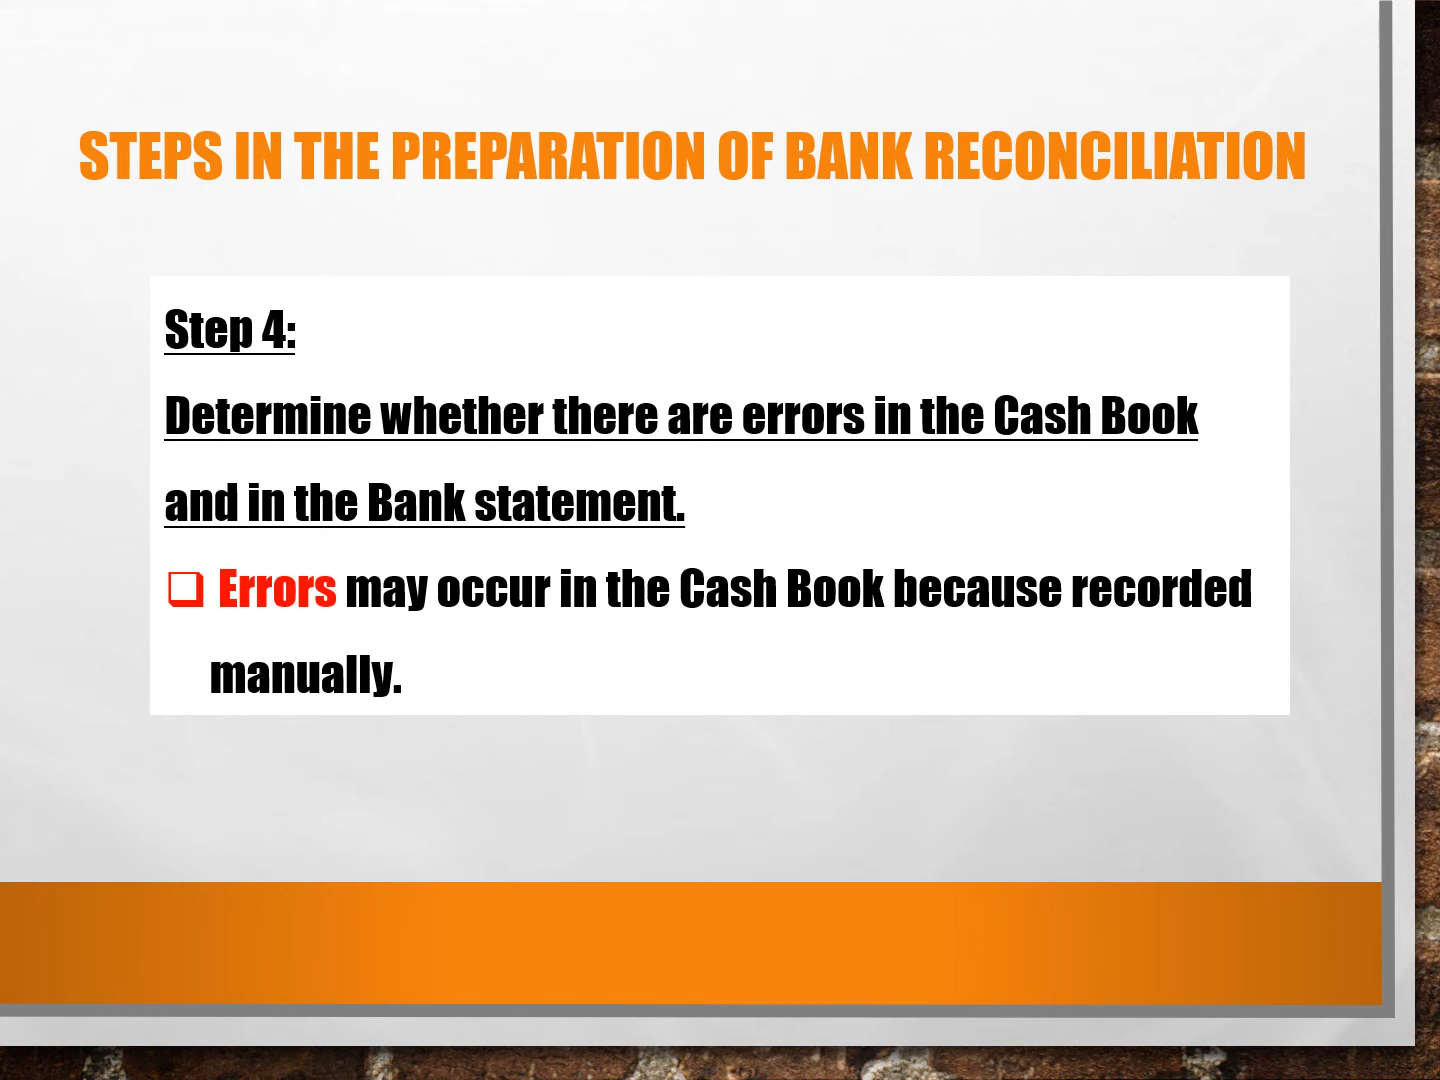 STEPS IN THE PREPARATION OF BANK RECONCILIATION
Step 4:
Determine whether there are errors in the Cash Book
and in the Bank statement.
❑ Errors may occur in the Cash Book because recorded
manually.